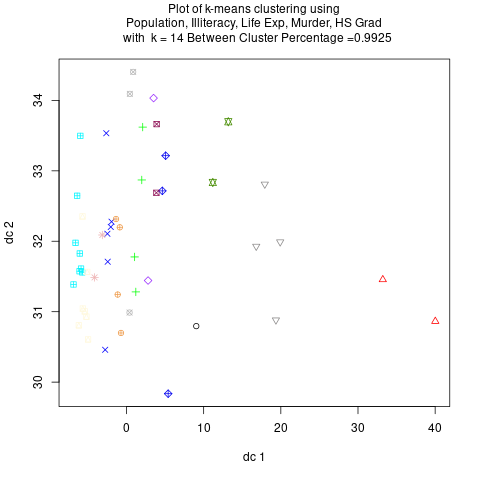 Plot of k-means clustering using
Population, Illiteracy, Life Exp, Murder, HS Grad
with k = 14 Between Cluster Percentage =0.9925
34
33
32
31
30
dc 2
0 10 20 30 40
dc 1